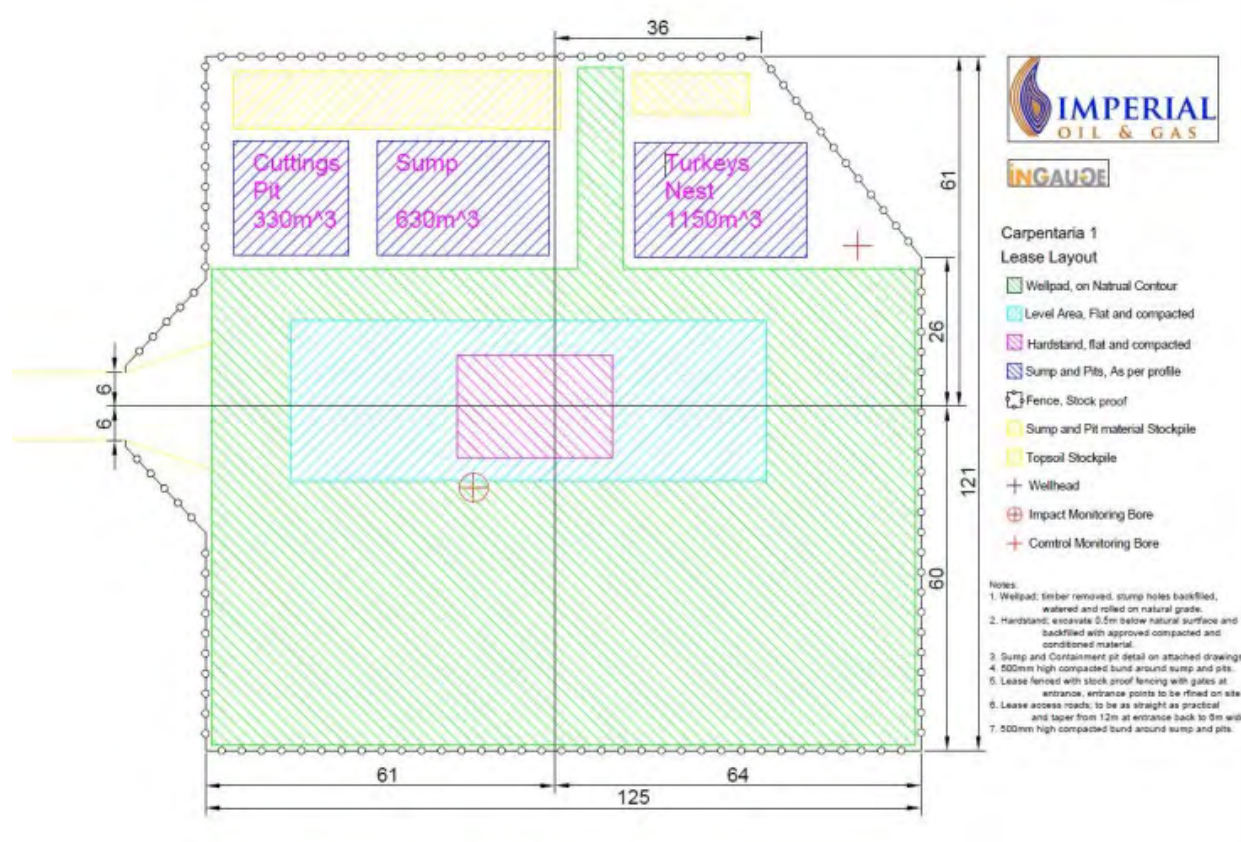 36
IMPERIAL
OIL & GAS
INGAUGE
Cuttings
Pit
330m^3
Sump
630m^3
Turkeys
Nest
1150m^3
61
26
6
6
121
60
61
64
125
Carpentaria 1
Lease Layout
Wellpad, on Natrual Contour
Level Area, Flat and compacted
Hardstand, flat and compacted
Sump and Pits, As per profile
Fence, Stock proof
Sump and Pit material Stockpile
Topsoil Stockpile
Wellhead
Impact Monitoring Bore
Comtrol Monitoring Bore
Notes:
1. Wellpad; timber removed, stump holes backfilled,
watered and rolled on natural grade.
2. Hardstand; excavate 0.5m below natural surface and
backfilled with approved compacted and
conditioned material.
3. Sump and Containment pit detail on attached drawings
4. 500mm high compacted bund around sump and pits.
5. Lease fenced with stock proof fencing with gates at
entrance, entrance points to be rfined on site
6. Lease access roads; to be as straight as practical
and taper from 12m at entrance back to 6m wid
7. 500mm high compacted bund around sump and pits.